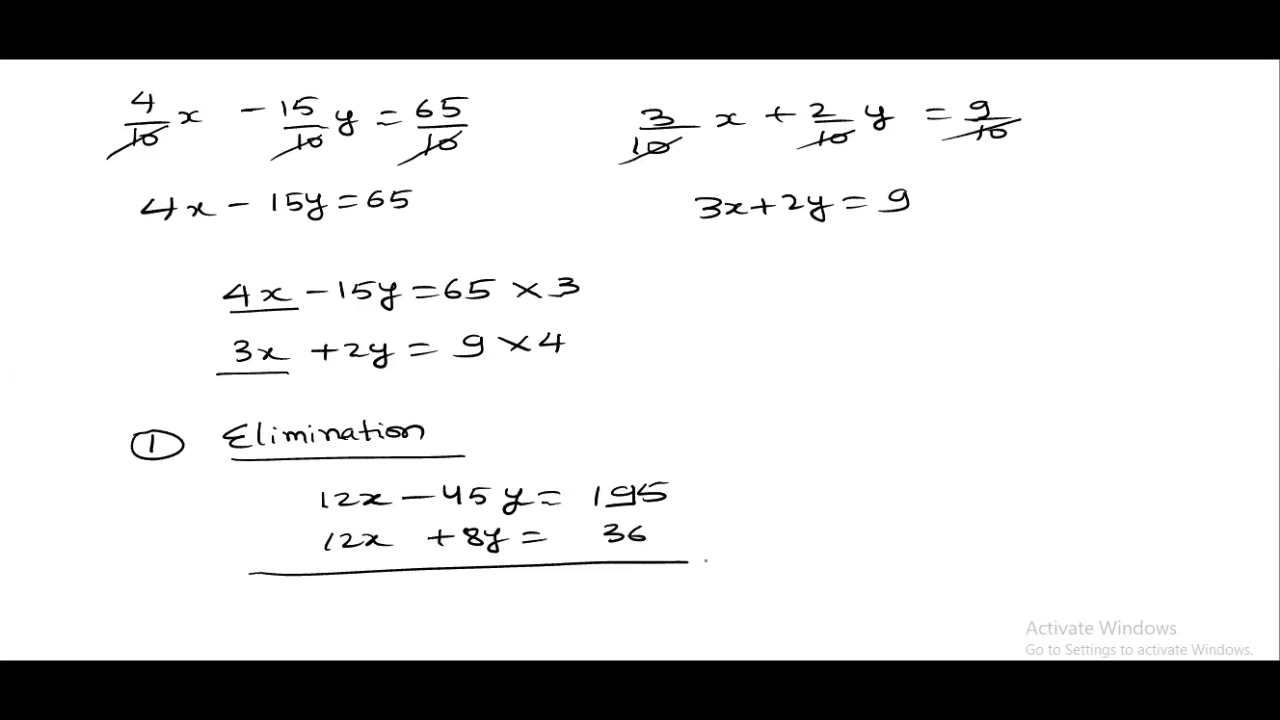 4/10 x - 15/10 y = 65/10
3/10 x + 2/10 y = 9/10
4x - 15y = 65
3x + 2y = 9
4x - 15y = 65 × 3
3x + 2y = 9 × 4
① Elimination
12x - 45y = 195
12x + 8y = 36
Activate Windows
Go to Settings to activate Windows.